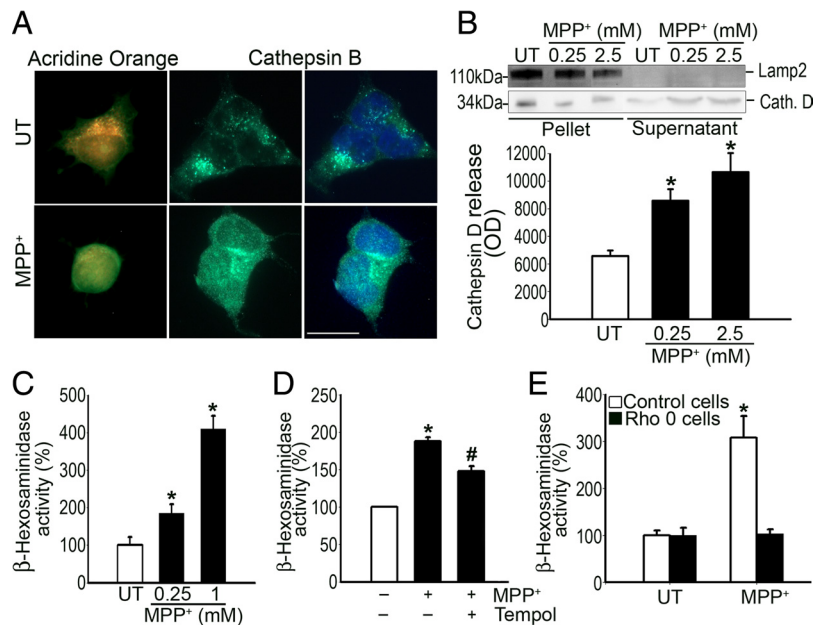 A
Acridine Orange
Cathepsin B
UT
MPP⁺
B
MPP⁺ (mM) MPP⁺ (mM)
UT 0.25 2.5 UT 0.25 2.5
110kDa Lamp2
34kDa Cath. D
Pellet Supernatant
Cathepsin D release
(OD)
12000
10000
8000
6000
4000
6000
2000
0
UT 0.25 2.5
MPP⁺ (mM)
C
β-Hexosaminidase
activity (%)
500
400
300
200
100
0
* *
UT 0.25 1
MPP⁺ (mM)
D
β-Hexosaminidase
activity (%)
250
200
150
100
50
0
* #
– + + MPP⁺
– – + Tempol
E
β-Hexosaminidase
activity (%)
400
300
200
100
0
Control cells
Rho 0 cells
*
UT MPP⁺